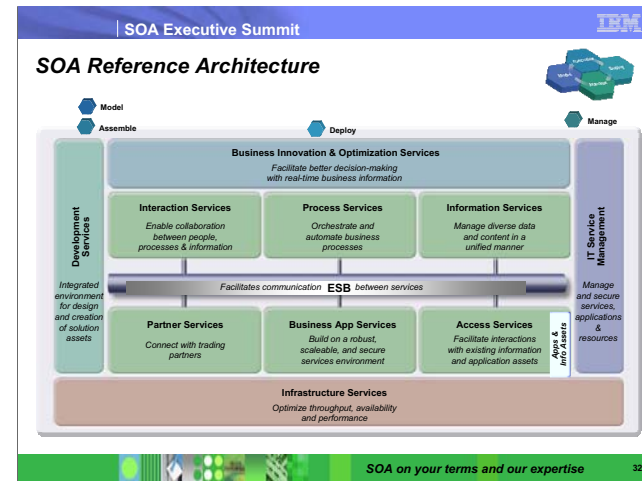 SOA Executive Summit
IBM
SOA Reference Architecture
Model
Assemble
Deploy
Manage
Business Innovation & Optimization Services
Facilitate better decision-making
with real-time business information
Development
Services
Integrated
environment
for design
and creation
of solution
assets
Interaction Services
Enable collaboration
between people,
processes & information
Process Services
Orchestrate and
automate business
processes
Information Services
Manage diverse data
and content in a
unified manner
IT Service
Management
Manage
and secure
services,
applications
&
resources
Facilitates communication ESB between services
Partner Services
Connect with trading
partners
Business App Services
Build on a robust,
scaleable, and secure
services environment
Access Services
Facilitate interactions
with existing information
and application assets
Apps &
Info Assets
Infrastructure Services
Optimize throughput, availability
and performance
SOA on your terms and our expertise
32